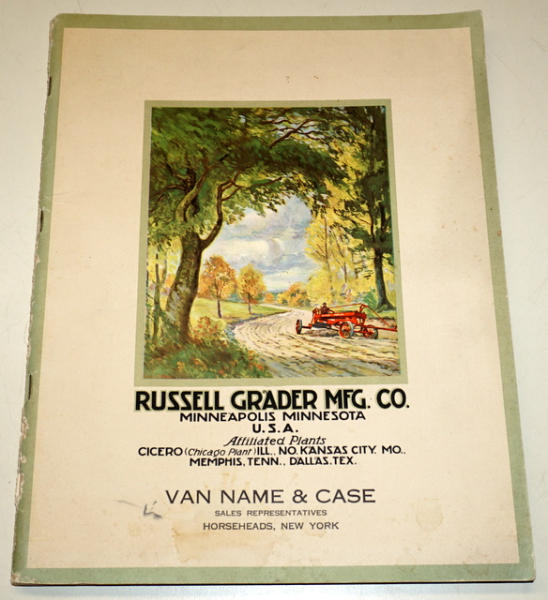 RUSSELL GRADER MFG. CO.
MINNEAPOLIS MINNESOTA
U.S.A.
Affiliated Plants
CICERO (Chicago Plant) ILL., NO. KANSAS CITY. MO.,
MEMPHIS, TENN., DALLAS. TEX.
VAN NAME & CASE
SALES REPRESENTATIVES
HORSEHEADS, NEW YORK